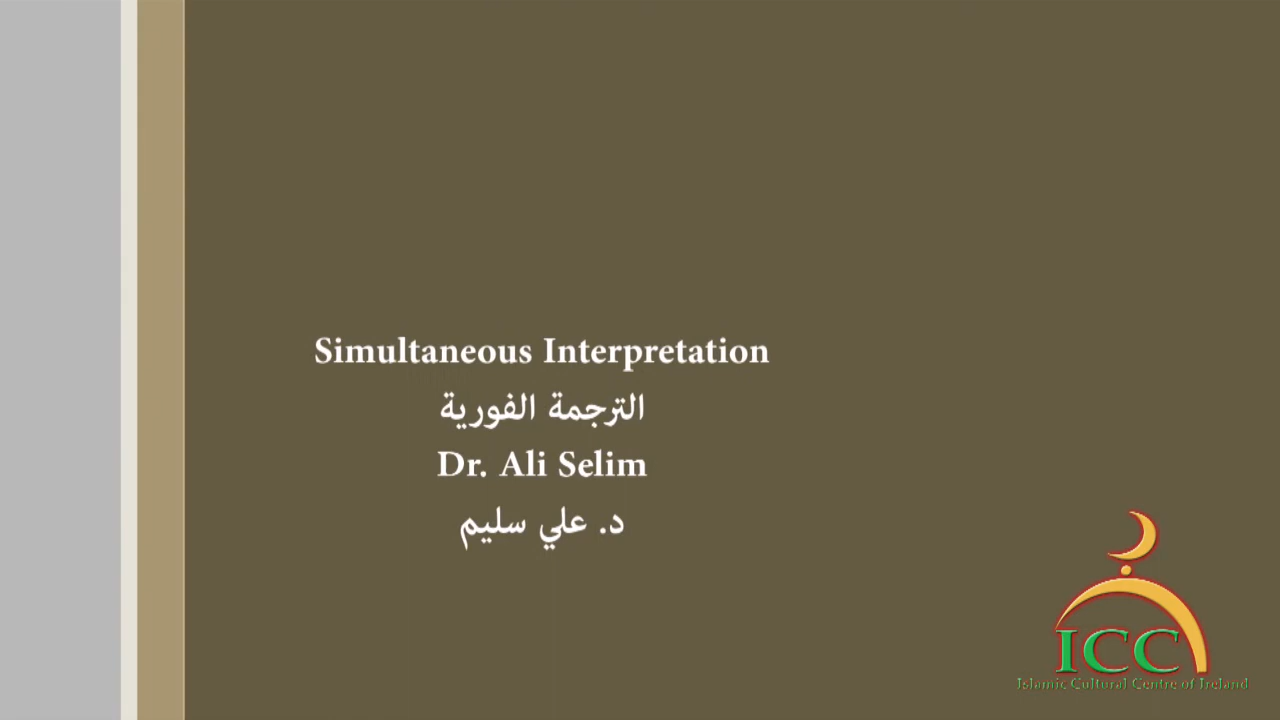 Simultaneous Interpretation
الترجمة الفورية
Dr. Ali Selim
د. علي سليم
ICC
Islamic Cultural Centre of Ireland